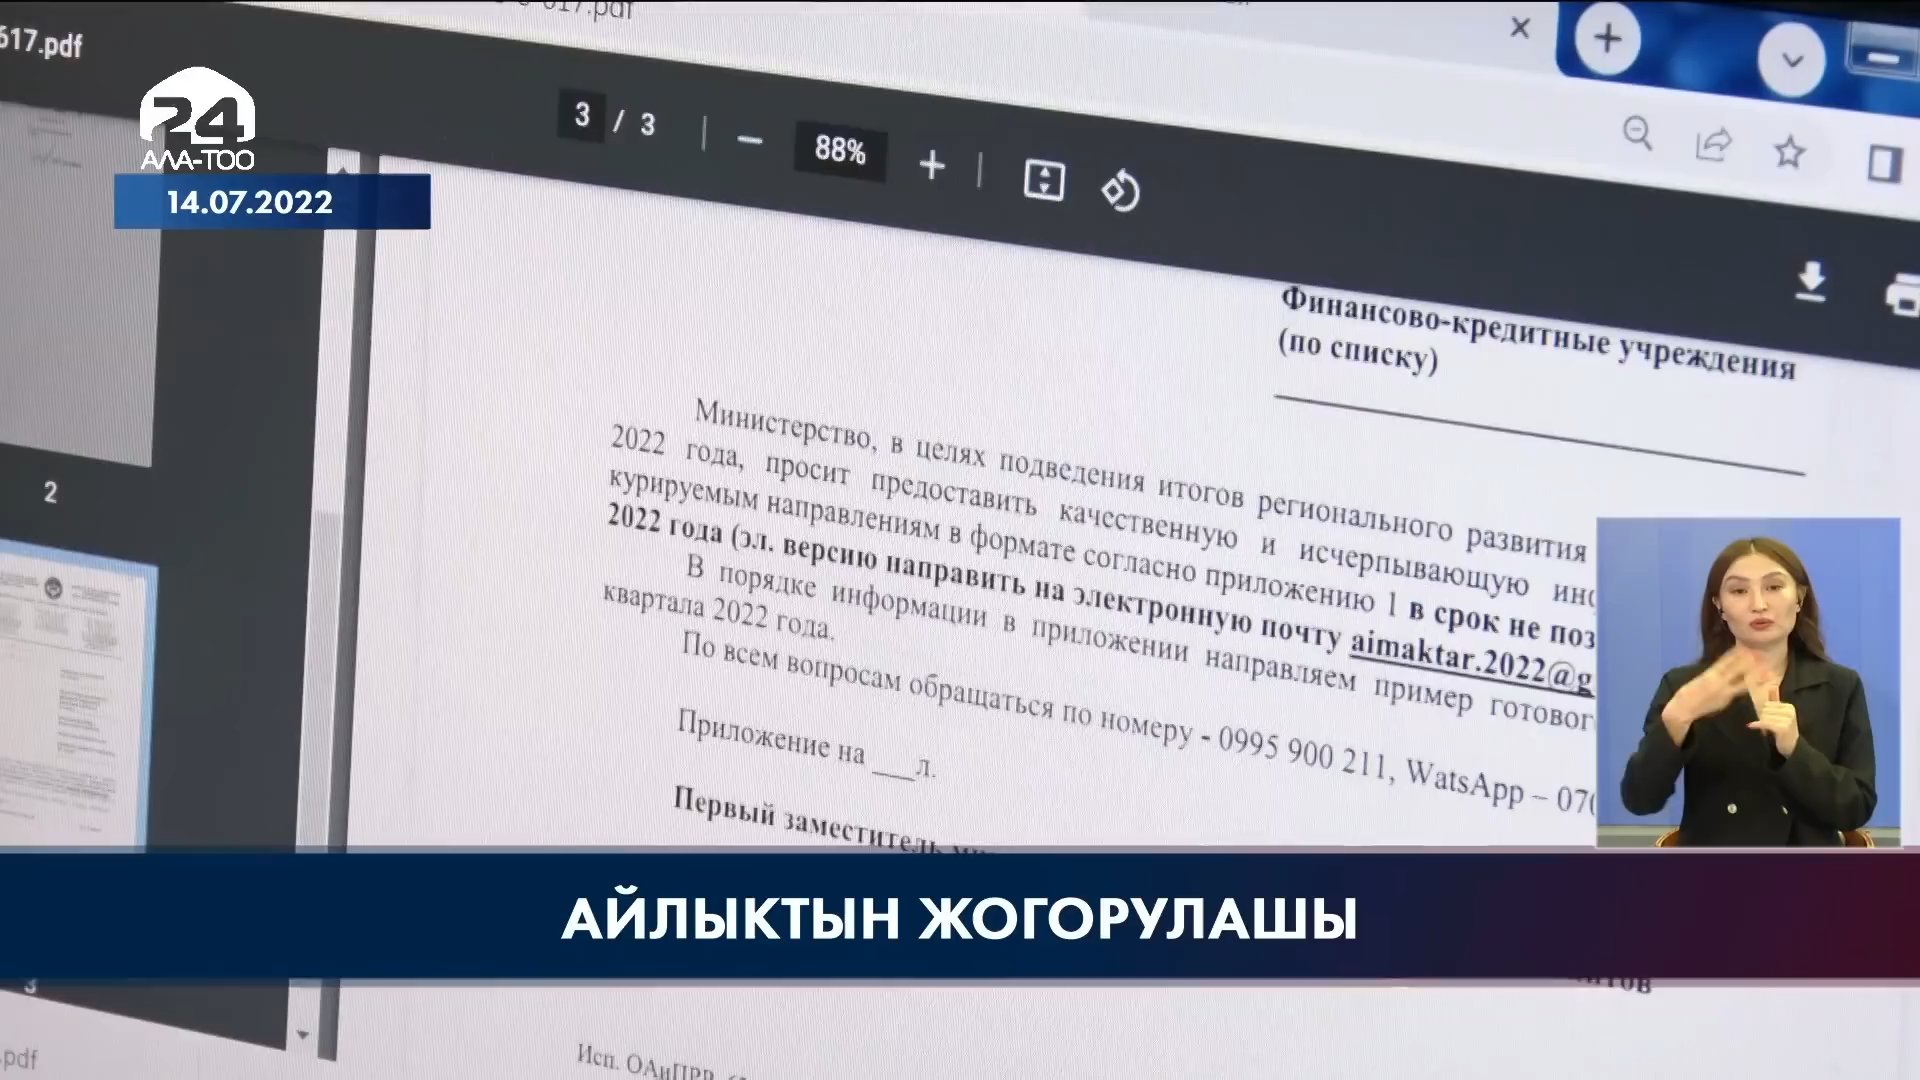 617.pdf
24
АЛА-ТОО
14.07.2022
3 / 3
88%
2
Финансово-кредитные учреждения
(по списку)
Министерство, в целях подведения итогов регионального развития
2022 года, просит предоставить качественную и исчерпывающую
курируемым направлениям в формате согласно приложению 1 в срок не
2022 года (эл. версию направить на электронную почту aimaktar.2022@g
В порядке информации в приложении направляем пример
квартала 2022 года.
По всем вопросам обращаться по номеру - 0995 900 211, WatsApp – 070
Приложение на ___л.
Первый заместитель
АЙЛЫКТЫН ЖОГОРУЛАШЫ
3
.pdf
Исп. ОАиПРР